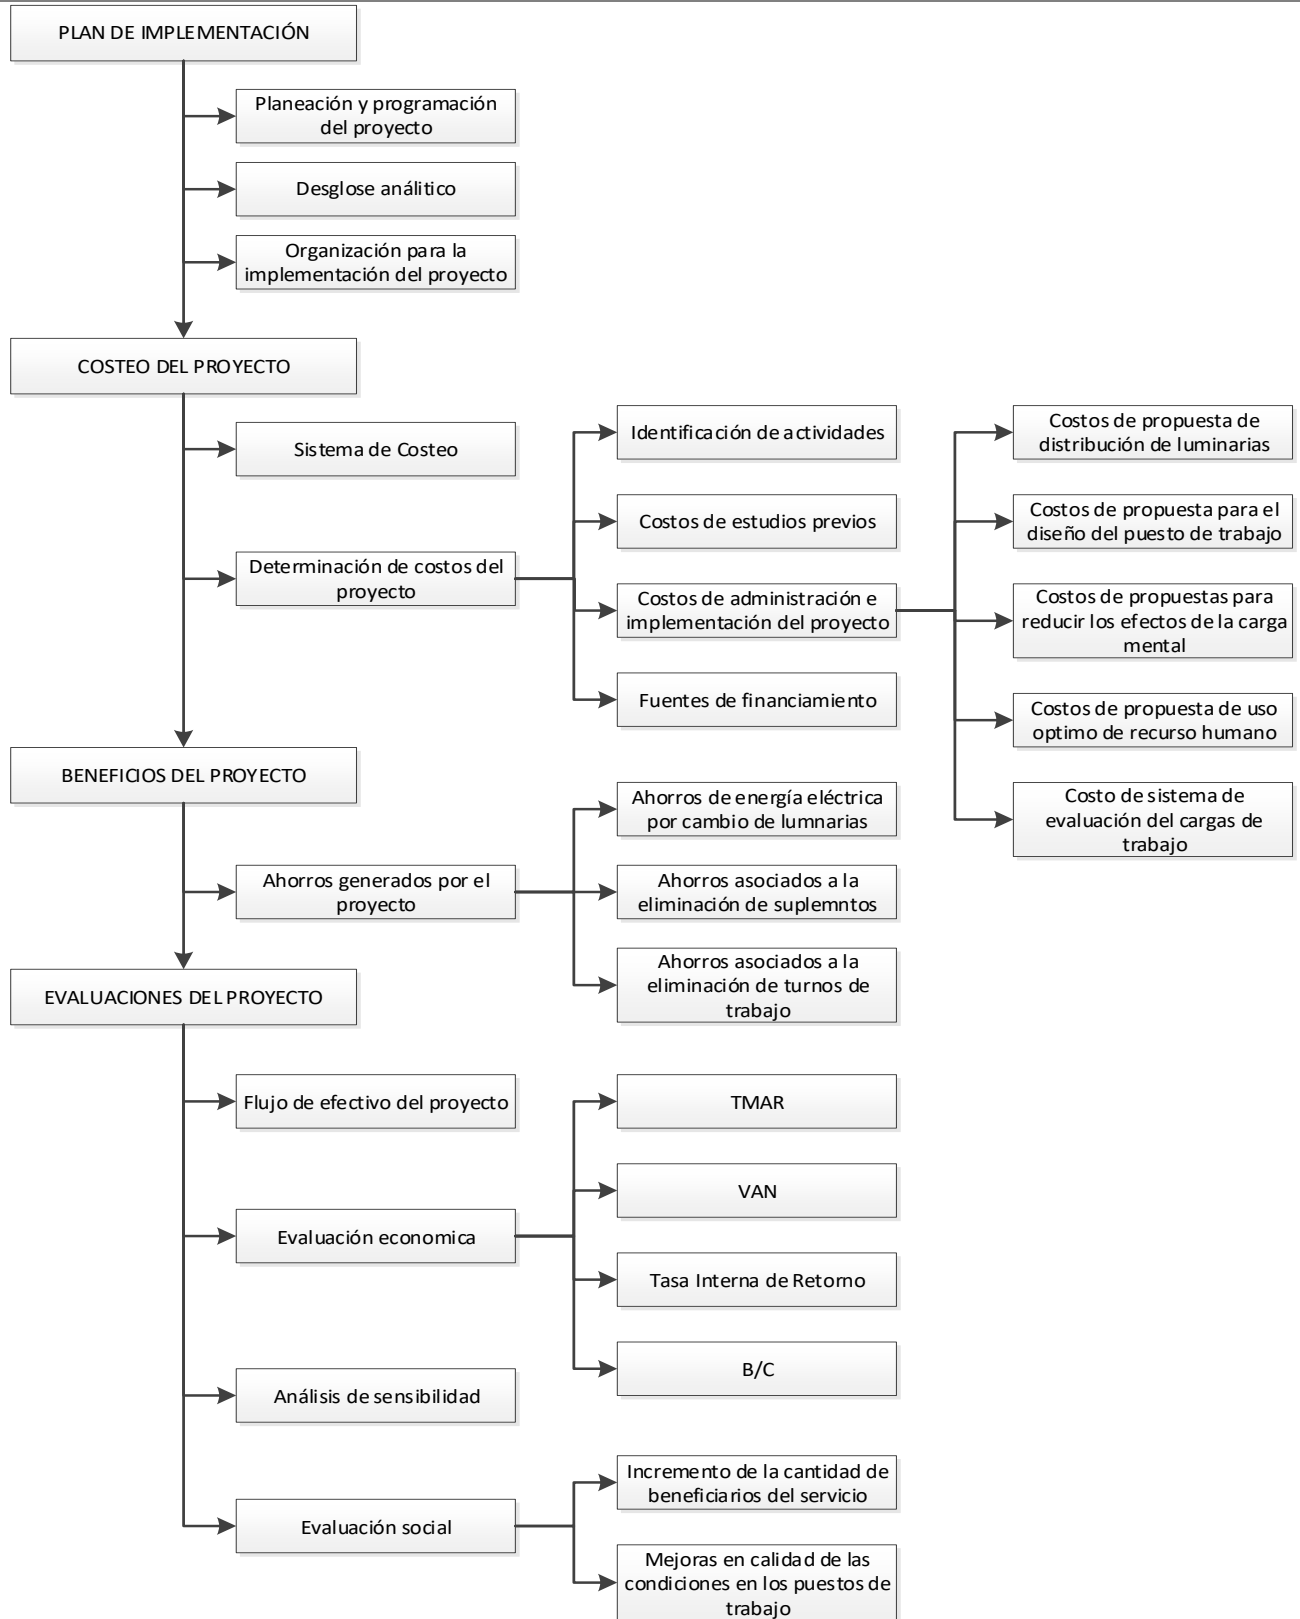 PLAN DE IMPLEMENTACIÓN
Planeación y programación
del proyecto
Desglose análitico
Organización para la
implementación del proyecto
COSTEO DEL PROYECTO
Sistema de Costeo
Determinación de costos del
proyecto
Identificación de actividades
Costos de estudios previos
Costos de administración e
implementación del proyecto
Fuentes de financiamiento
Costos de propuesta de
distribución de luminarias
Costos de propuesta para el
diseño del puesto de trabajo
Costos de propuestas para
reducir los efectos de la carga
mental
Costos de propuesta de uso
optimo de recurso humano
Costo de sistema de
evaluación del cargas de
trabajo
BENEFICIOS DEL PROYECTO
Ahorros generados por el
proyecto
Ahorros de energía eléctrica
por cambio de lumnarias
Ahorros asociados a la
eliminación de suplemntos
Ahorros asociados a la
eliminación de turnos de
trabajo
EVALUACIONES DEL PROYECTO
Flujo de efectivo del proyecto
Evaluación economica
TMAR
VAN
Tasa Interna de Retorno
B/C
Análisis de sensibilidad
Evaluación social
Incremento de la cantidad de
beneficiarios del servicio
Mejoras en calidad de las
condiciones en los puestos de
trabajo